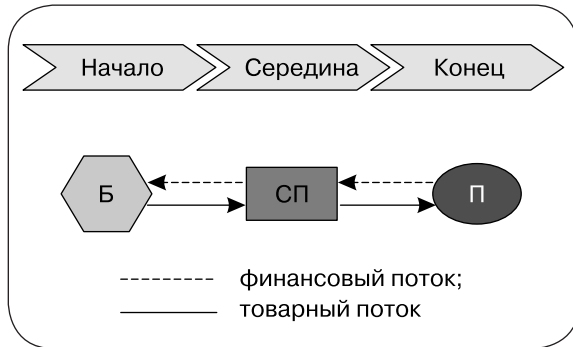 Начало Середина Конец
Б СП П
финансовый поток;
товарный поток